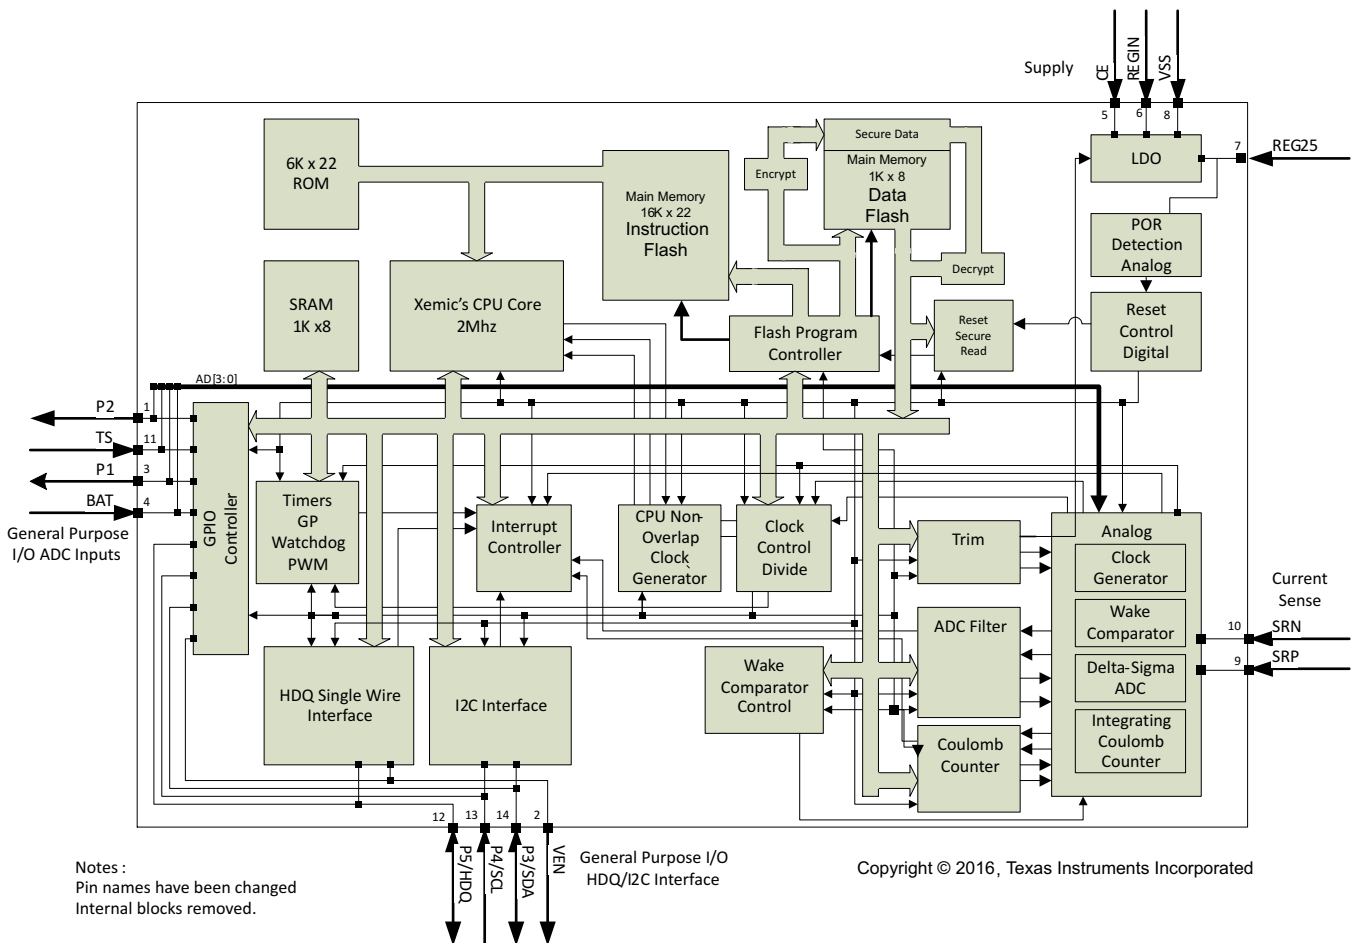 Supply
CE
REGIN
VSS
5
6
8
6K x 22
ROM
Main Memory
16K x 22
Instruction
Flash
Encrypt
Secure Data
Main Memory
1K x 8
Data
Flash
Decrypt
LDO
7
REG25
POR
Detection
Analog
SRAM
1K x8
Xemic's CPU Core
2Mhz
Flash Program
Controller
Reset
Secure
Read
Reset
Control
Digital
AD[3:0]
P2
1
TS
11
P1
3
BAT
4
General Purpose
I/O ADC Inputs
GPIO
Controller
Timers
GP
Watchdog
PWM
Interrupt
Controller
CPU Non-
Overlap
Clock
Generator
Clock
Control
Divide
Trim
Analog
Clock
Generator
Wake
Comparator
Delta-Sigma
ADC
Integrating
Coulomb
Counter
Current
Sense
10
SRN
9
SRP
ADC Filter
HDQ Single Wire
Interface
I2C Interface
Wake
Comparator
Control
Coulomb
Counter
12
13
14
2
P5/HDQ
P4/SCL
P3/SDA
VEN
General Purpose I/O
HDQ/I2C Interface
Notes :
Pin names have been changed
Internal blocks removed.
Copyright © 2016, Texas Instruments Incorporated